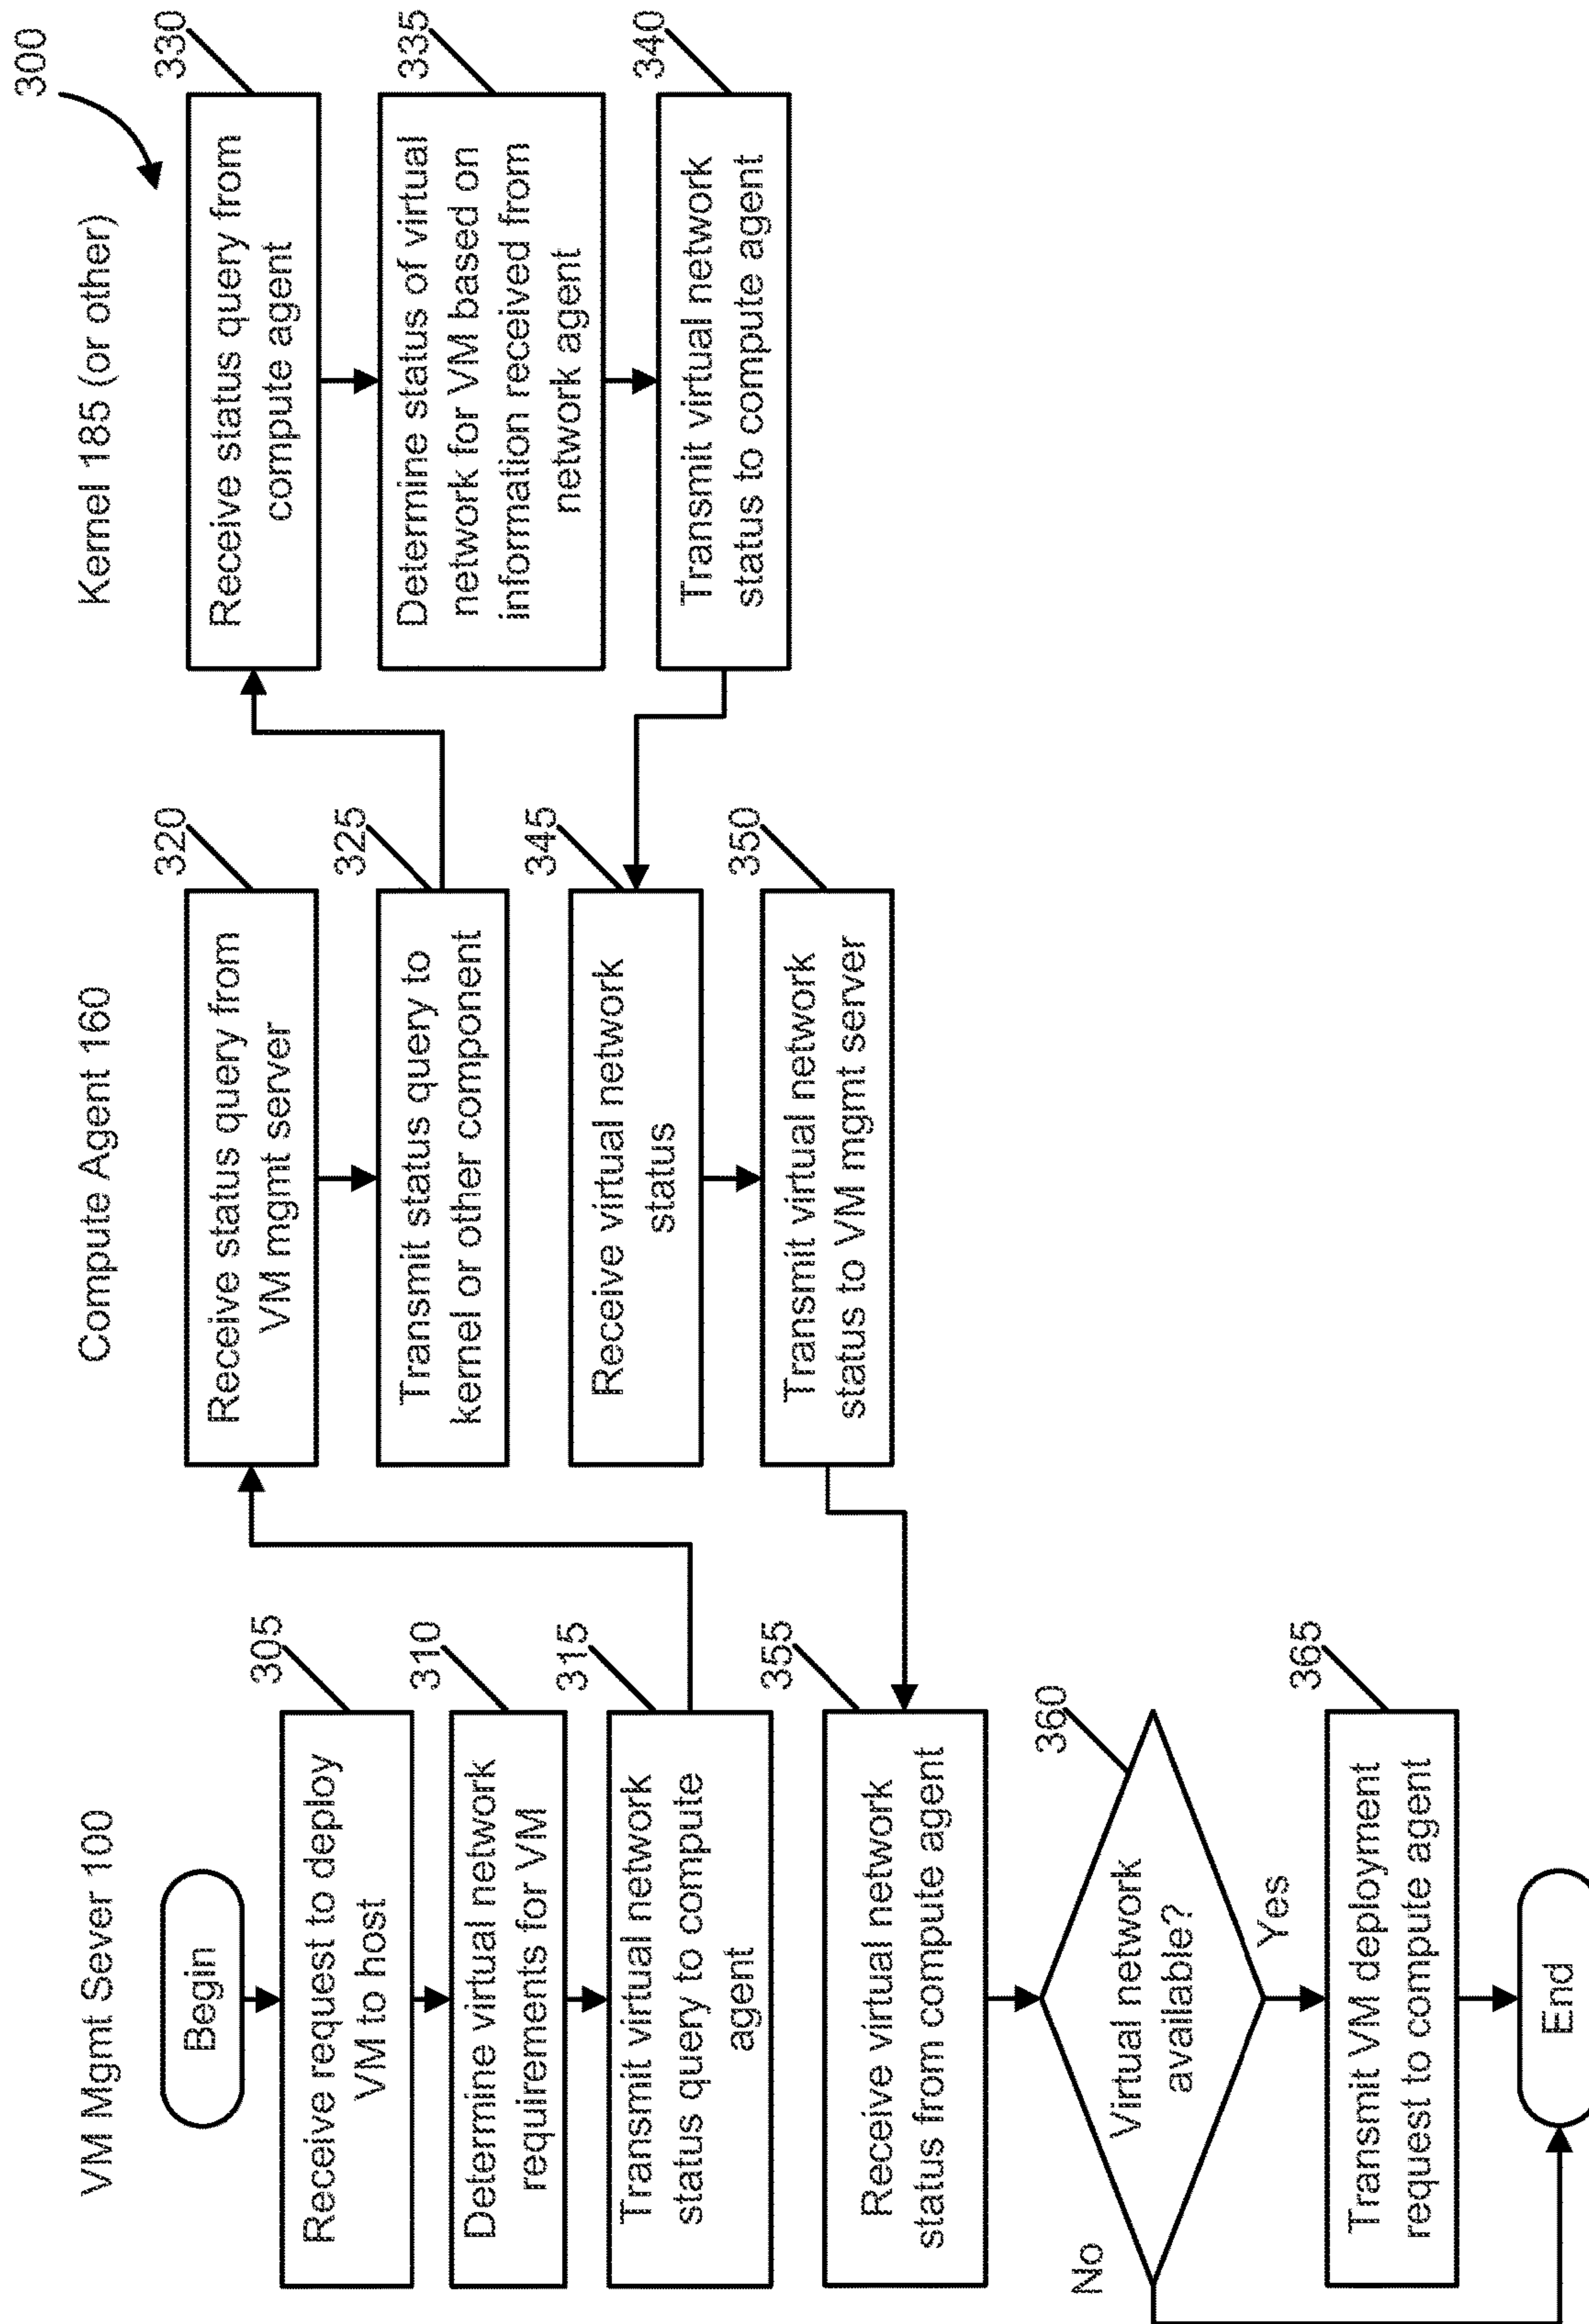 300
VM Mgmt Sever 100
Begin
Receive request to deploy
VM to host
305
Determine virtual network
requirements for VM
310
Transmit virtual network
status query to compute
agent
315
Receive virtual network
status from compute agent
355
Virtual network
available?
360
No
Yes
Transmit VM deployment
request to compute agent
365
End
Compute Agent 160
Receive status query from
VM mgmt server
320
Transmit status query to
kernel or other component
325
Receive virtual network
status
345
Transmit virtual network
status to VM mgmt server
350
Kernel 185 (or other)
Receive status query from
compute agent
330
Determine status of virtual
network for VM based on
information received from
network agent
335
Transmit virtual network
status to compute agent
340